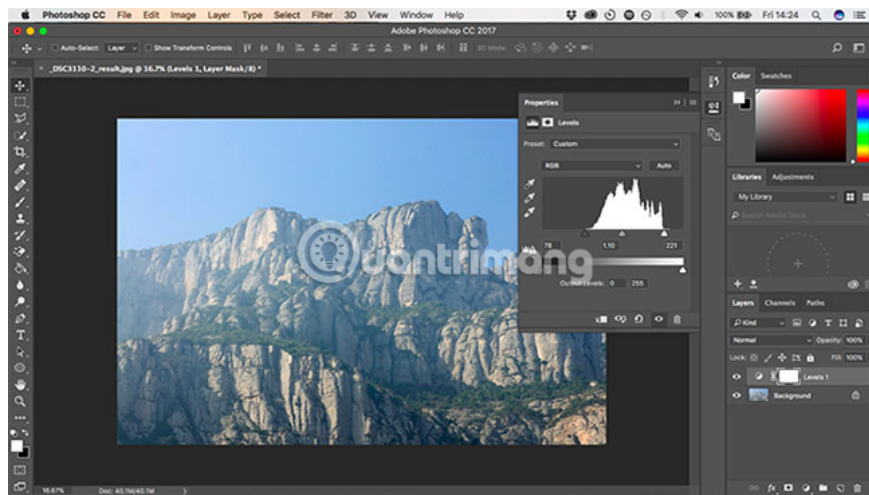 Photoshop CC File Edit Image Layer Type Select Filter 3D View Window Help 100% Fri 14:24
Adobe Photoshop CC 2017
Auto-Select: Layer Show Transform Controls 3D Mode:
_DSC3110-2_result.jpg @ 16.7% (Levels 1, Layer Mask/8) *
Color Swatches
Properties
Levels
Preset: Custom
RGB Auto
78 1.10 221
Output Levels: 0 255
Quantrimang
Libraries Adjustments
My Library
Search Adobe Stock
Layers Channels Paths
Kind
Normal Opacity: 100%
Lock: Fill: 100%
Levels 1
Background
16.67% Doc: 40.1M/40.1M